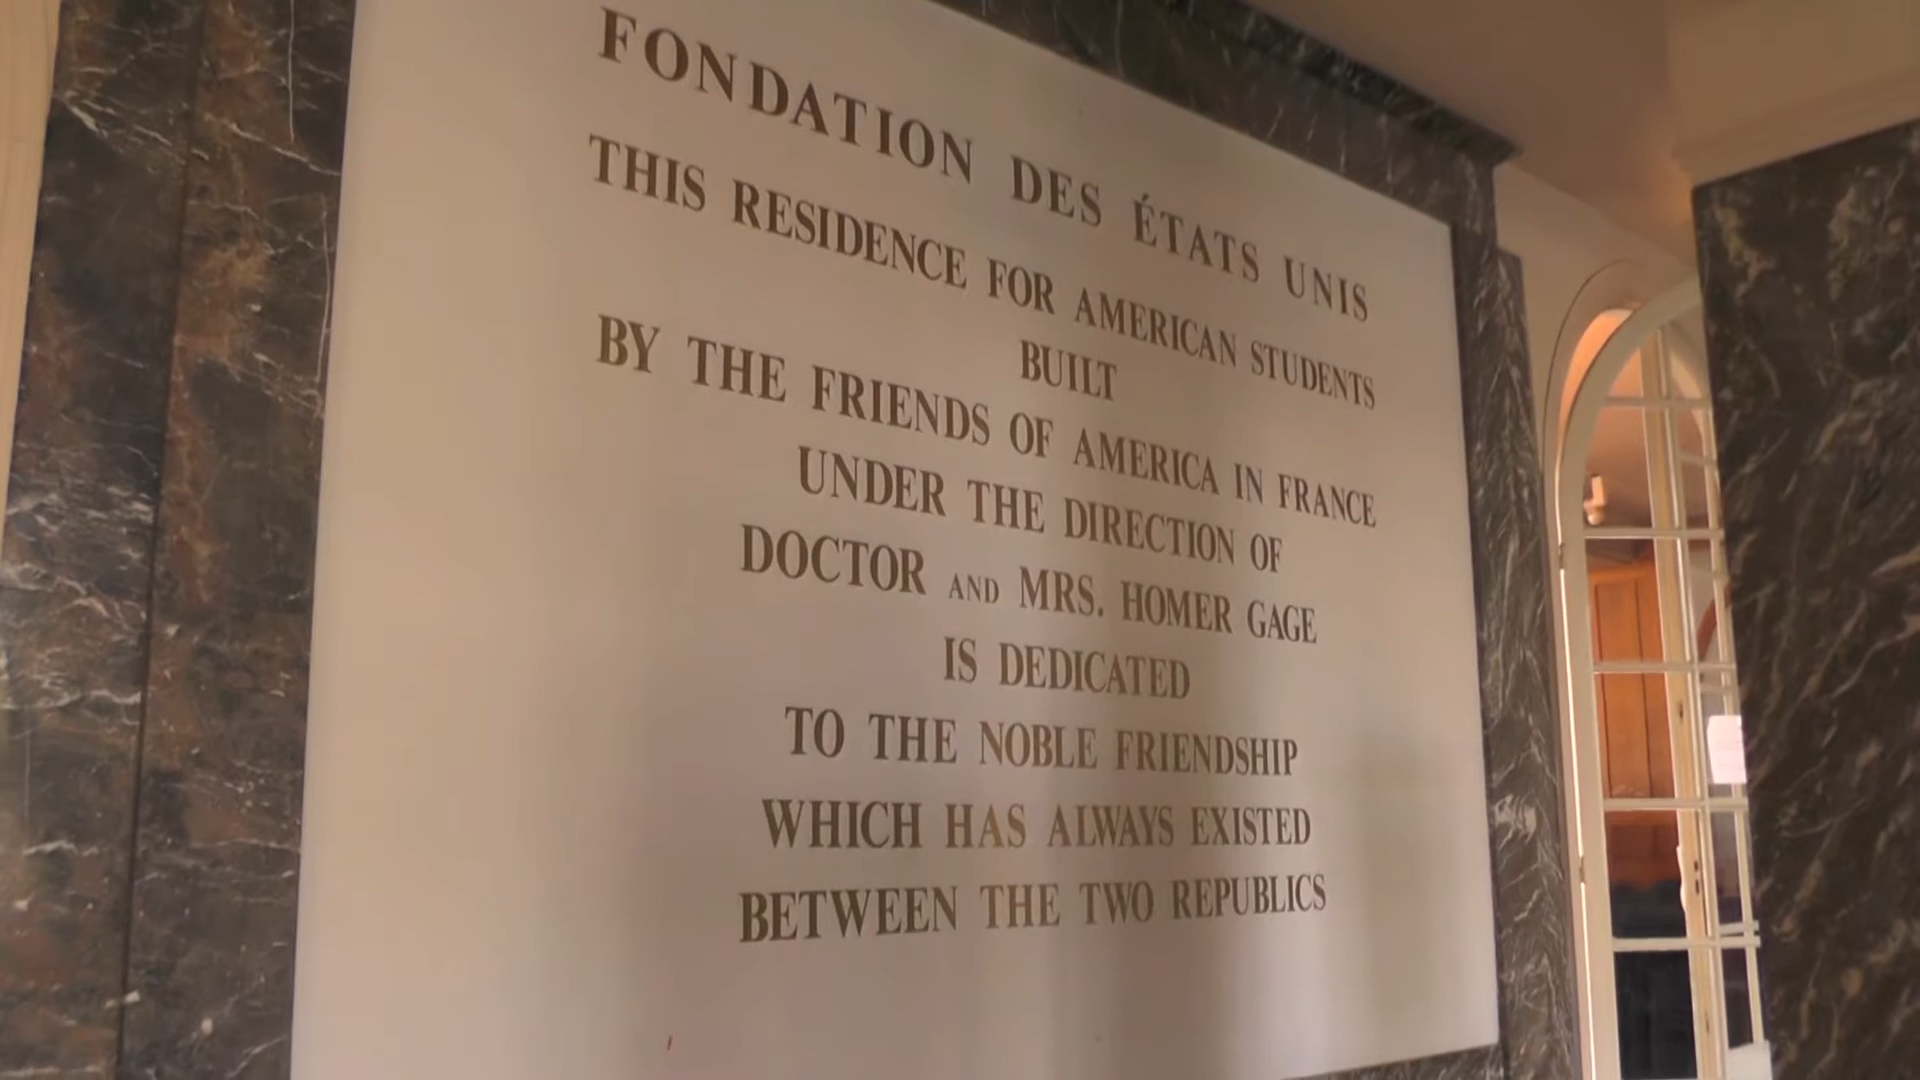 FONDATION DES ÉTATS UNIS
THIS RESIDENCE FOR AMERICAN STUDENTS
BUILT
BY THE FRIENDS OF AMERICA IN FRANCE
UNDER THE DIRECTION OF
DOCTOR AND MRS. HOMER GAGE
IS DEDICATED
TO THE NOBLE FRIENDSHIP
WHICH HAS ALWAYS EXISTED
BETWEEN THE TWO REPUBLICS